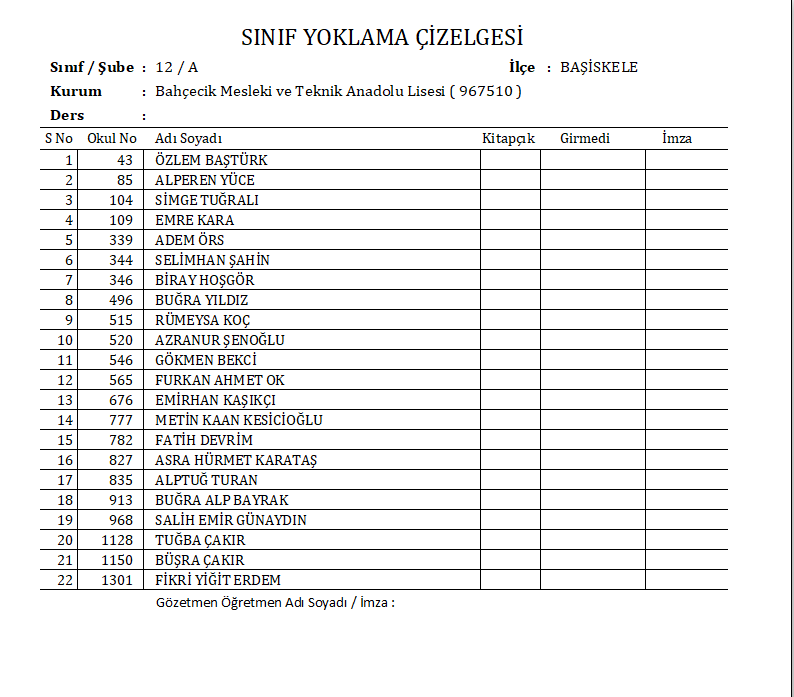 SINIF YOKLAMA ÇİZELGESİ
Sınıf / Şube : 12 / A İlçe : BAŞİSKELE
Kurum : Bahçecik Mesleki ve Teknik Anadolu Lisesi ( 967510 )
Ders :
S No Okul No Adı Soyadı Kitapçık Girmedi İmza
1 43 ÖZLEM BAŞTÜRK
2 85 ALPEREN YÜCE
3 104 SİMGE TUĞRALI
4 109 EMRE KARA
5 339 ADEM ÖRS
6 344 SELİMHAN ŞAHİN
7 346 BİRAY HOŞGÖR
8 496 BUĞRA YILDIZ
9 515 RÜMEYSA KOÇ
10 520 AZRANUR ŞENOĞLU
11 546 GÖKMEN BEKCİ
12 565 FURKAN AHMET OK
13 676 EMİRHAN KAŞIKÇI
14 777 METİN KAAN KESİCİOĞLU
15 782 FATİH DEVRİM
16 827 ASRA HÜRMET KARATAŞ
17 835 ALPTUĞ TURAN
18 913 BUĞRA ALP BAYRAK
19 968 SALİH EMİR GÜNAYDIN
20 1128 TUĞBA ÇAKIR
21 1150 BÜŞRA ÇAKIR
22 1301 FİKRİ YİĞİT ERDEM
Gözetmen Öğretmen Adı Soyadı / İmza :